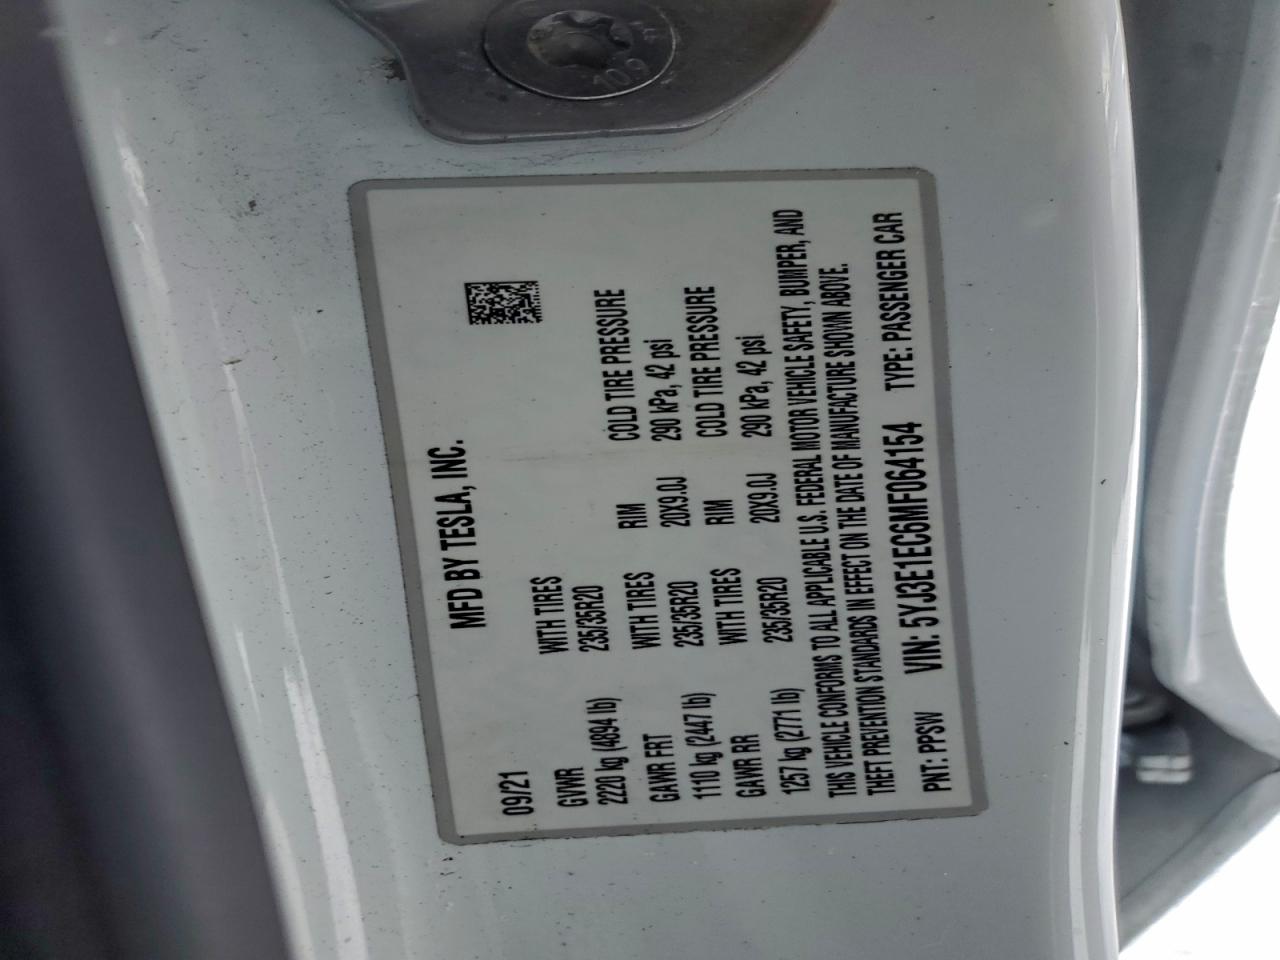 10.9
MFD BY TESLA, INC.
09/21
GVWR WITH TIRES
2220 kg (4894 lb) 235/35R20
GAWR FRT WITH TIRES RIM COLD TIRE PRESSURE
1110 kg (2447 lb) 235/35R20 20X9.0J 290 kPa, 42 psi
GAWR RR WITH TIRES RIM COLD TIRE PRESSURE
1257 kg (2771 lb) 235/35R20 20X9.0J 290 kPa, 42 psi
THIS VEHICLE CONFORMS TO ALL APPLICABLE U.S. FEDERAL MOTOR VEHICLE SAFETY, BUMPER, AND
THEFT PREVENTION STANDARDS IN EFFECT ON THE DATE OF MANUFACTURE SHOWN ABOVE.
PNT: PPSW VIN: 5YJ3E1EC6MF064154 TYPE: PASSENGER CAR